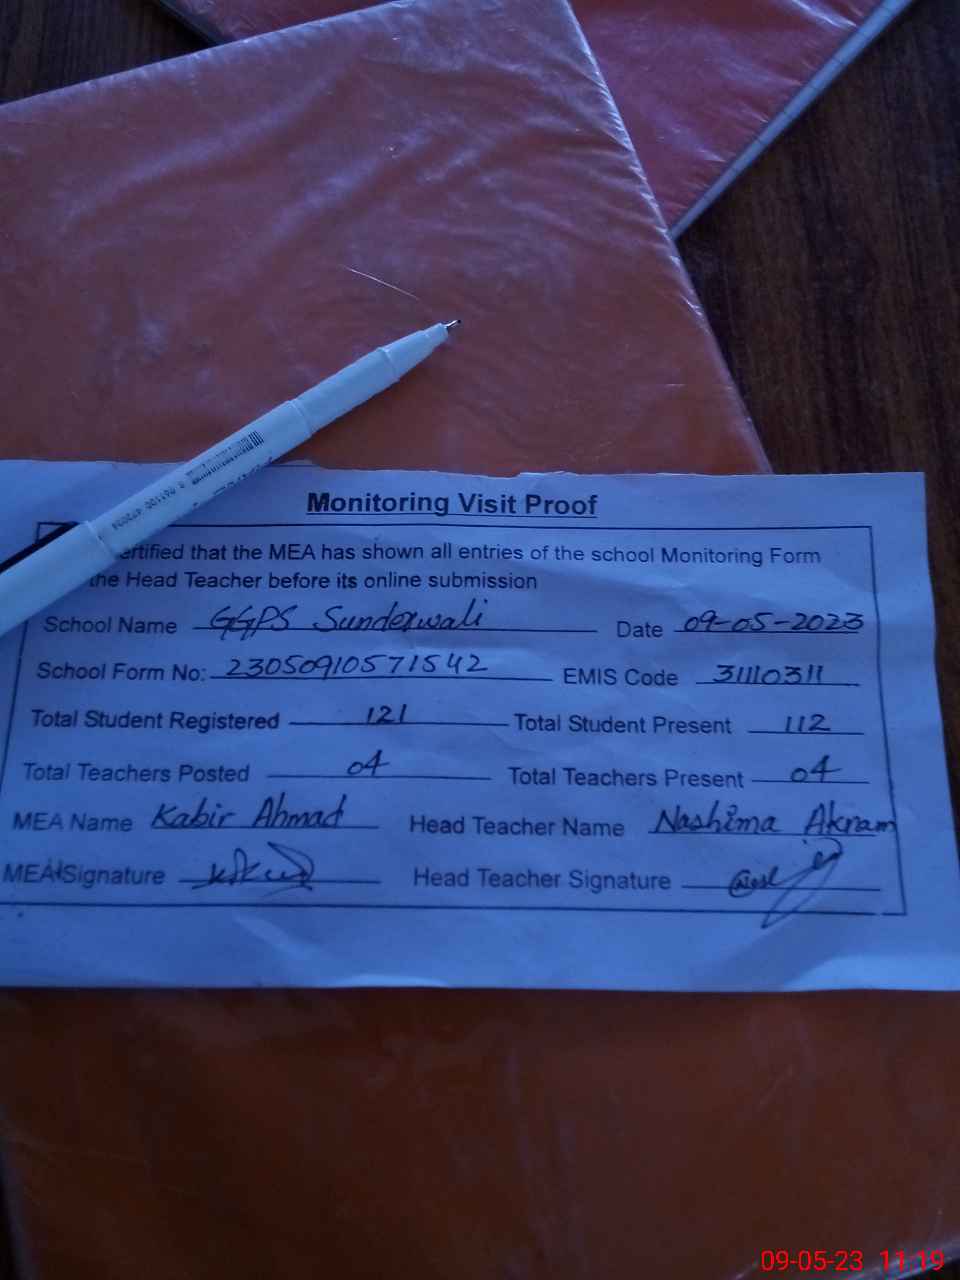 Monitoring Visit Proof
ertified that the MEA has shown all entries of the school Monitoring Form
the Head Teacher before its online submission
School Name GGPS Sunderwali Date 09-05-2023
School Form No: 23050910571542 EMIS Code 31110311
Total Student Registered 121 Total Student Present 112
Total Teachers Posted 04 Total Teachers Present 04
MEA Name Kabir Ahmad Head Teacher Name Nashima Akram
MEA Signature Head Teacher Signature
09-05-23 11:19